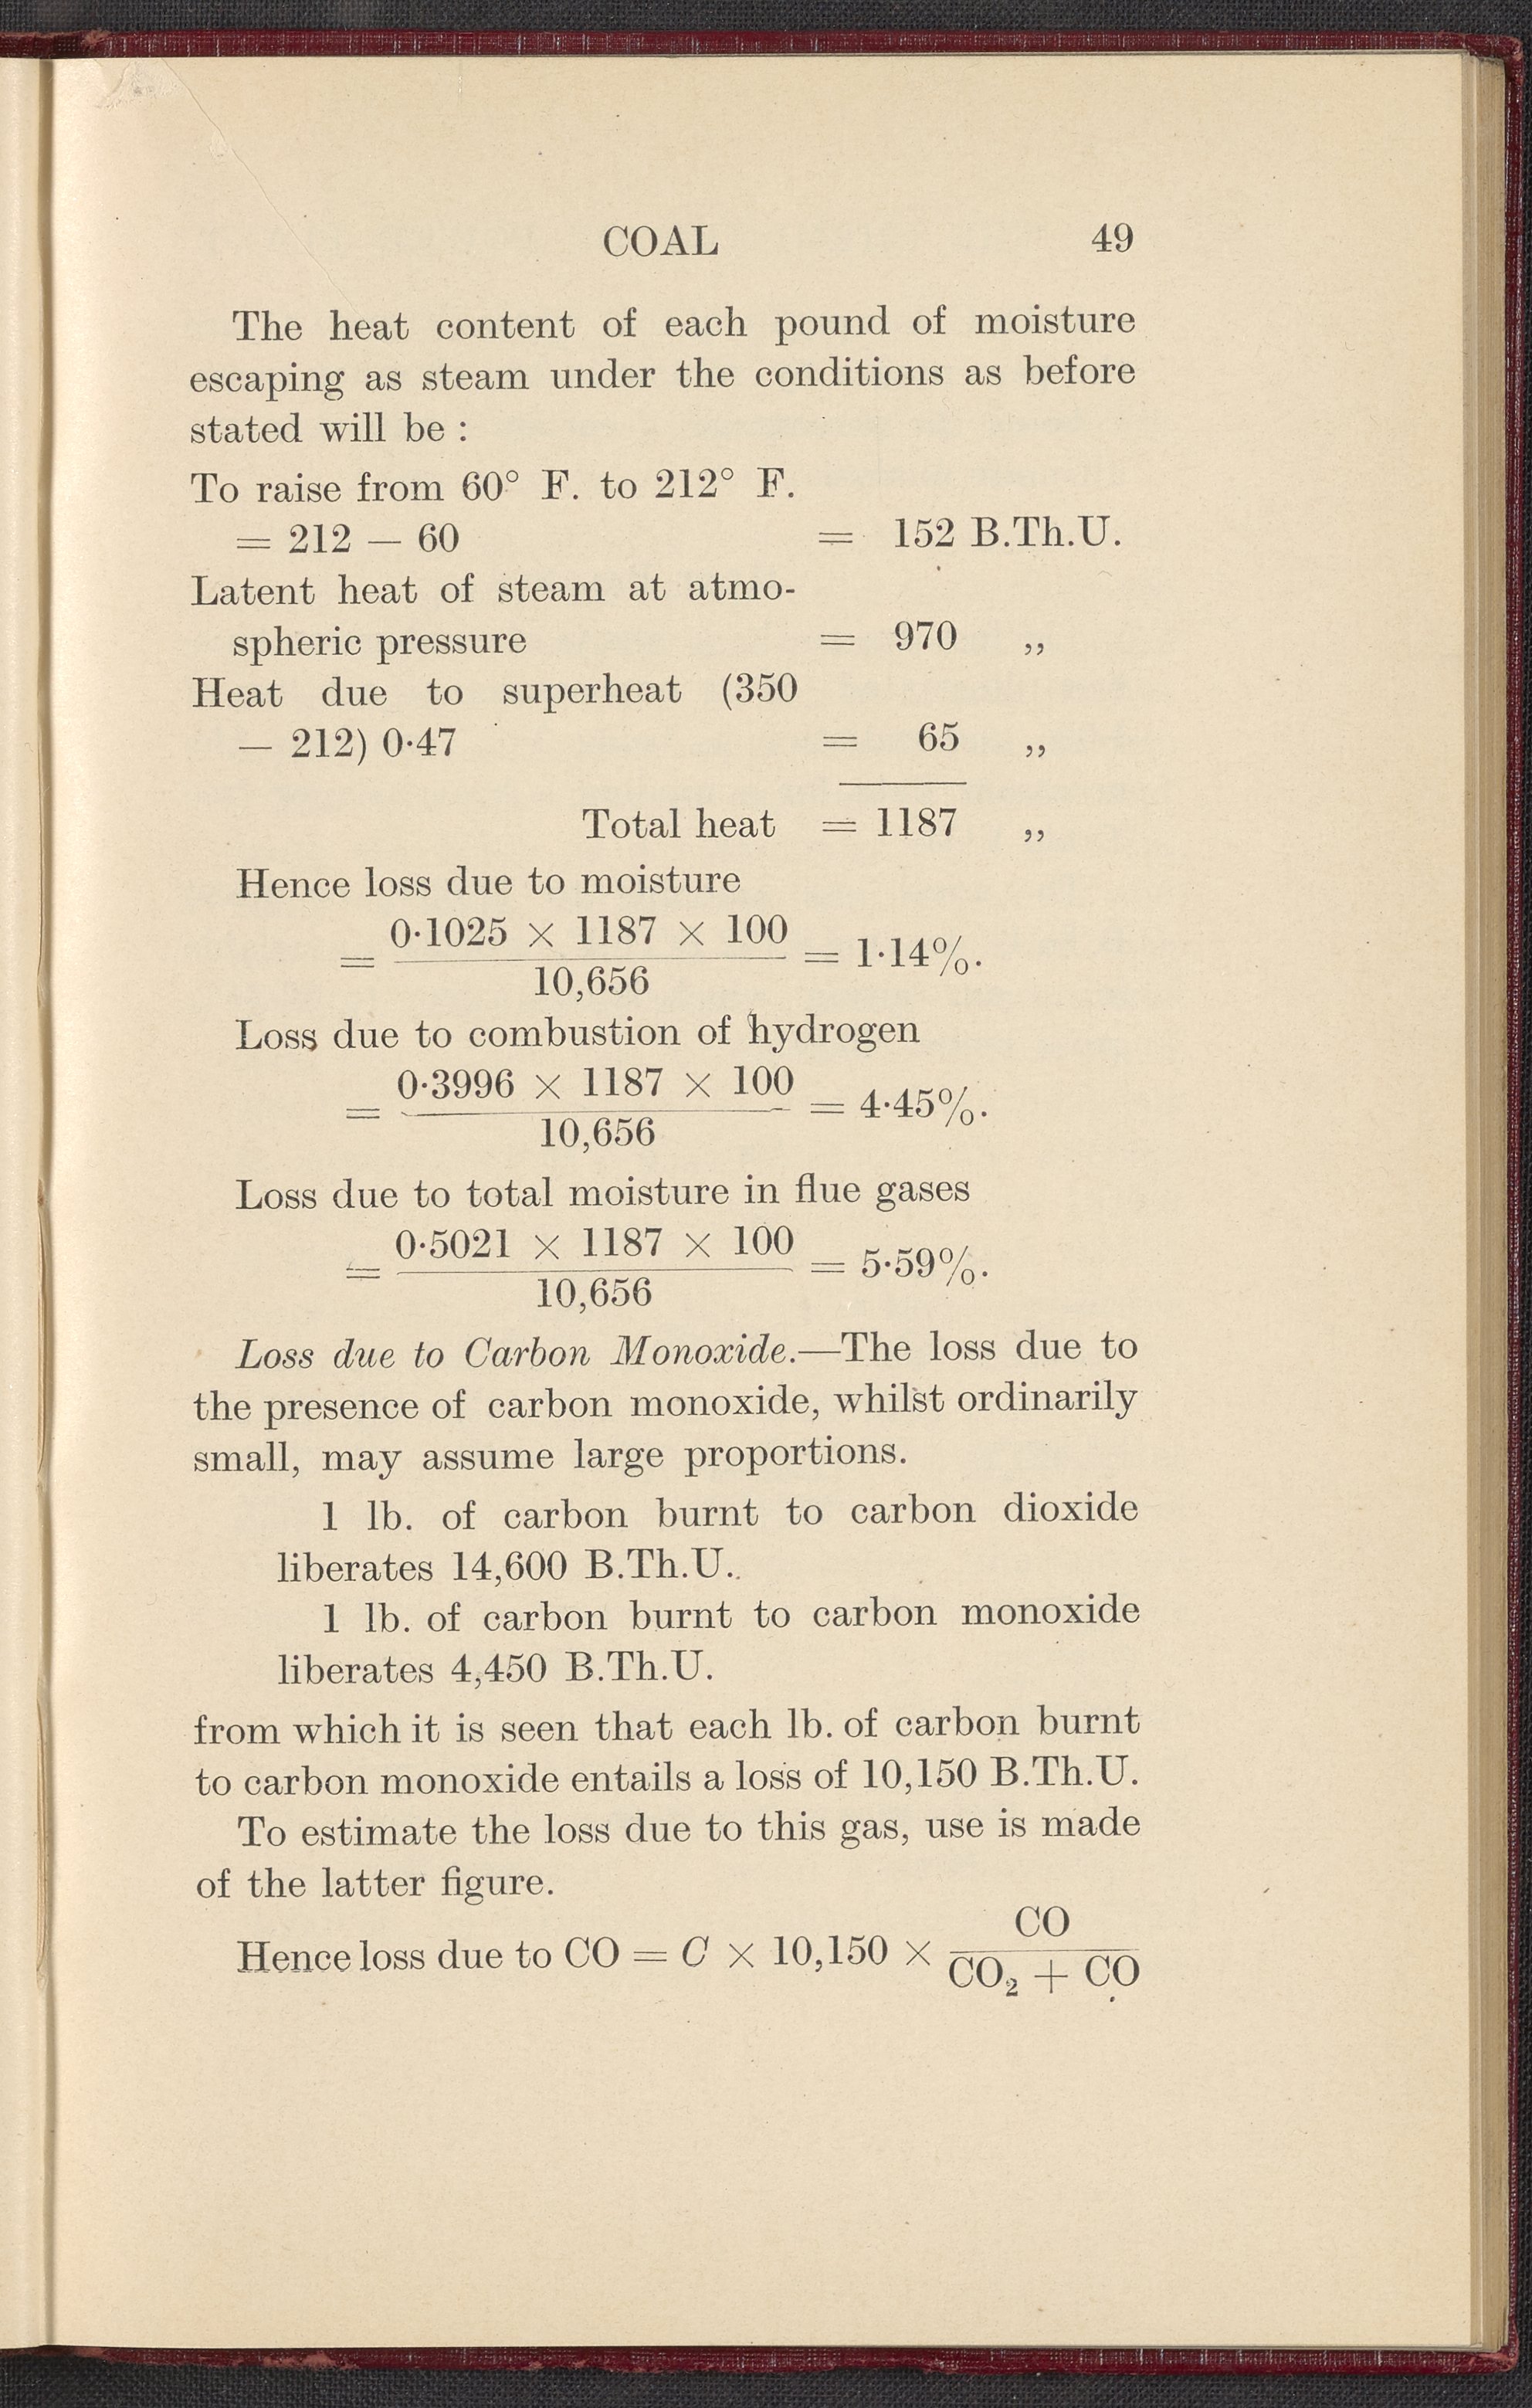 COAL 49
The heat content of each pound of moisture
escaping as steam under the conditions as before
stated will be :
To raise from 60° F. to 212° F.
= 212 — 60 = 152 B.Th.U.
Latent heat of steam at atmo-
spheric pressure = 970 ,,
Heat due to superheat (350
— 212) 0·47 = 65 ,,
Total heat = 1187 ,,
Hence loss due to moisture
0·1025 × 1187 × 100
= = 1·14%.
10,656
Loss due to combustion of hydrogen
0·3996 × 1187 × 100
= = 4·45%.
10,656
Loss due to total moisture in flue gases
0·5021 × 1187 × 100
= = 5·59%.
10,656
Loss due to Carbon Monoxide.—The loss due to
the presence of carbon monoxide, whilst ordinarily
small, may assume large proportions.
1 lb. of carbon burnt to carbon dioxide
liberates 14,600 B.Th.U.
1 lb. of carbon burnt to carbon monoxide
liberates 4,450 B.Th.U.
from which it is seen that each lb. of carbon burnt
to carbon monoxide entails a loss of 10,150 B.Th.U.
To estimate the loss due to this gas, use is made
of the latter figure.
CO
Hence loss due to CO = C × 10,150 ×
CO₂ + CO